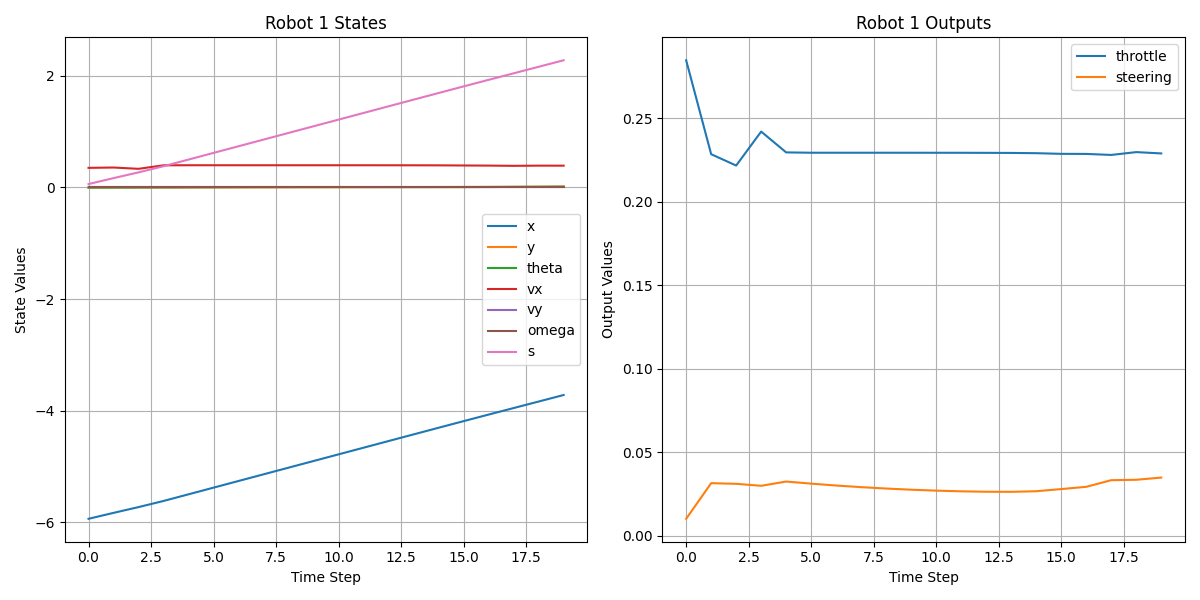 Robot 1 States
2
0
−2
−4
−6
State Values
x
y
theta
vx
vy
omega
s
0.0 2.5 5.0 7.5 10.0 12.5 15.0 17.5
Time Step
Robot 1 Outputs
throttle
steering
0.25
0.20
0.15
0.10
0.05
0.00
Output Values
0.0 2.5 5.0 7.5 10.0 12.5 15.0 17.5
Time Step